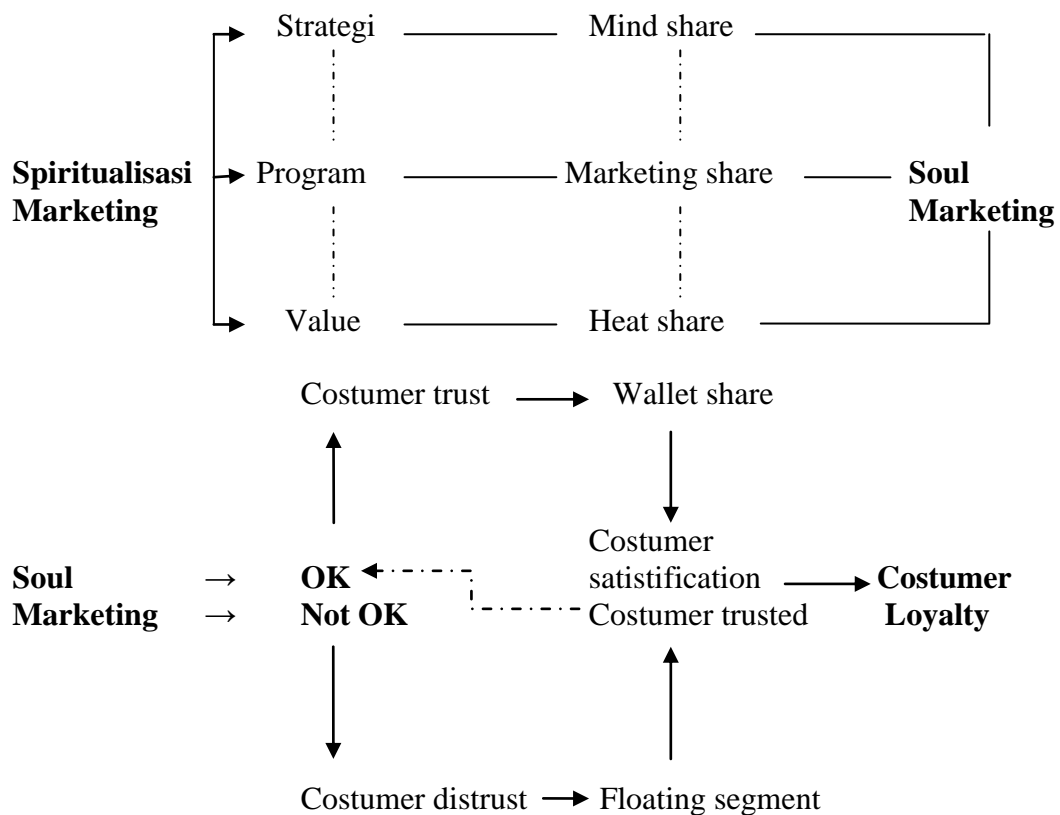 Strategi Mind share
Spiritualisasi Program Marketing share Soul
Marketing Marketing
Value Heat share
Costumer trust Wallet share
Costumer
Soul → OK satistification Costumer
Marketing → Not OK Costumer trusted Loyalty
Costumer distrust Floating segment